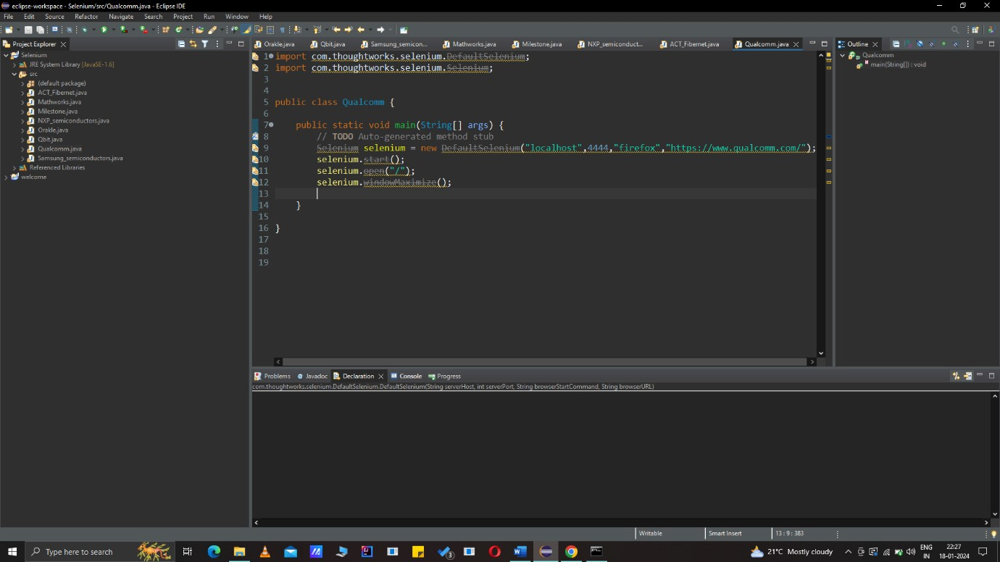 eclipse-workspace - Selenium/src/Qualcomm.java - Eclipse IDE
File Edit Source Refactor Navigate Search Project Run Window Help
Project Explorer
Orakle.java Qbit.java Samsung_semicon... Mathworks.java Milestone.java NXP_semiconduct... ACT_Fibernet.java Qualcomm.java
Outline
Selenium
JRE System Library [JavaSE-1.6]
src
(default package)
ACT_Fibernet.java
Mathworks.java
Milestone.java
NXP_semiconductors.java
Orakle.java
Qbit.java
Qualcomm.java
Samsung_semiconductors.java
Referenced Libraries
welcome
1 import com.thoughtworks.selenium.DefaultSelenium;
2 import com.thoughtworks.selenium.Selenium;
3
4
5 public class Qualcomm {
6
7 public static void main(String[] args) {
8 // TODO Auto-generated method stub
9 Selenium selenium = new DefaultSelenium("localhost",4444,"firefox","https://www.qualcomm.com/");
10 selenium.start();
11 selenium.open("/");
12 selenium.windowMaximize();
13
14 }
15
16 }
17
18
19
Qualcomm
main(String[]) : void
Problems Javadoc Declaration Console Progress
com.thoughtworks.selenium.DefaultSelenium.DefaultSelenium(String serverHost, int serverPort, String browserStartCommand, String browserURL)
Writable Smart Insert 13 : 9 : 383
Type here to search
3
21°C Mostly cloudy
ENG
IN
22:27
18-01-2024